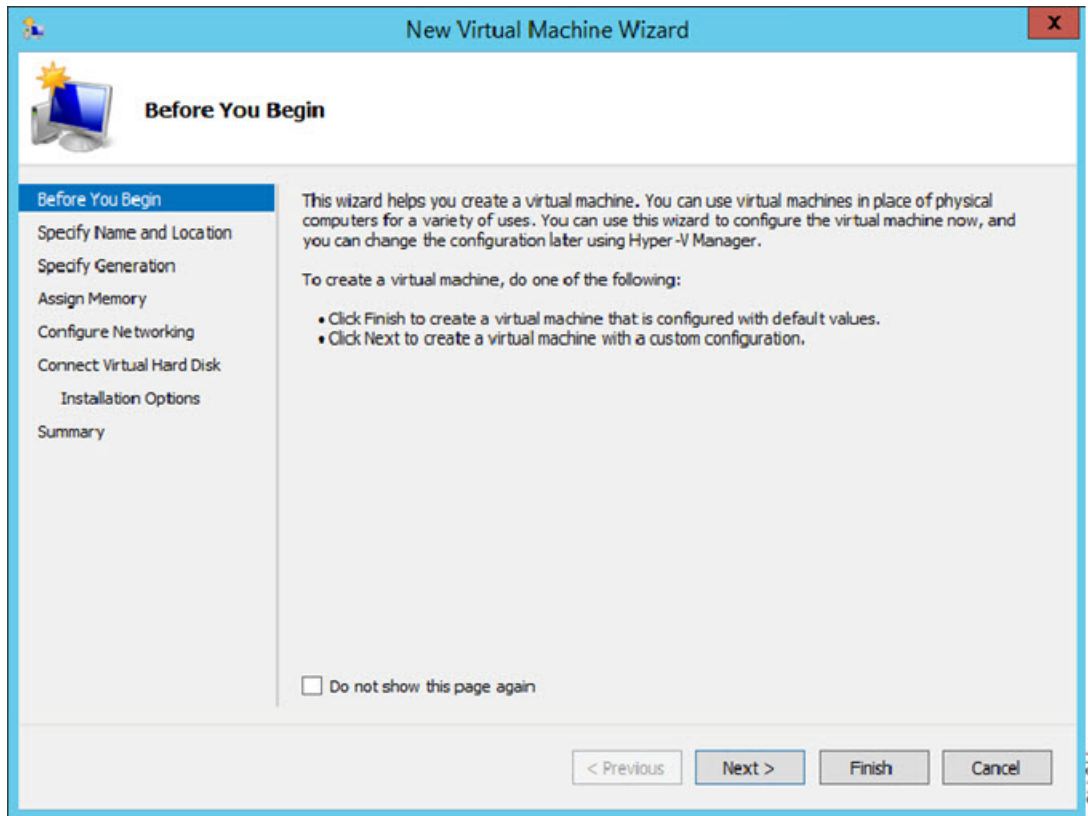 New Virtual Machine Wizard
X
Before You Begin
Before You Begin
Specify Name and Location
Specify Generation
Assign Memory
Configure Networking
Connect Virtual Hard Disk
Installation Options
Summary
This wizard helps you create a virtual machine. You can use virtual machines in place of physical
computers for a variety of uses. You can use this wizard to configure the virtual machine now, and
you can change the configuration later using Hyper-V Manager.
To create a virtual machine, do one of the following:
• Click Finish to create a virtual machine that is configured with default values.
• Click Next to create a virtual machine with a custom configuration.
Do not show this page again
< Previous
Next >
Finish
Cancel